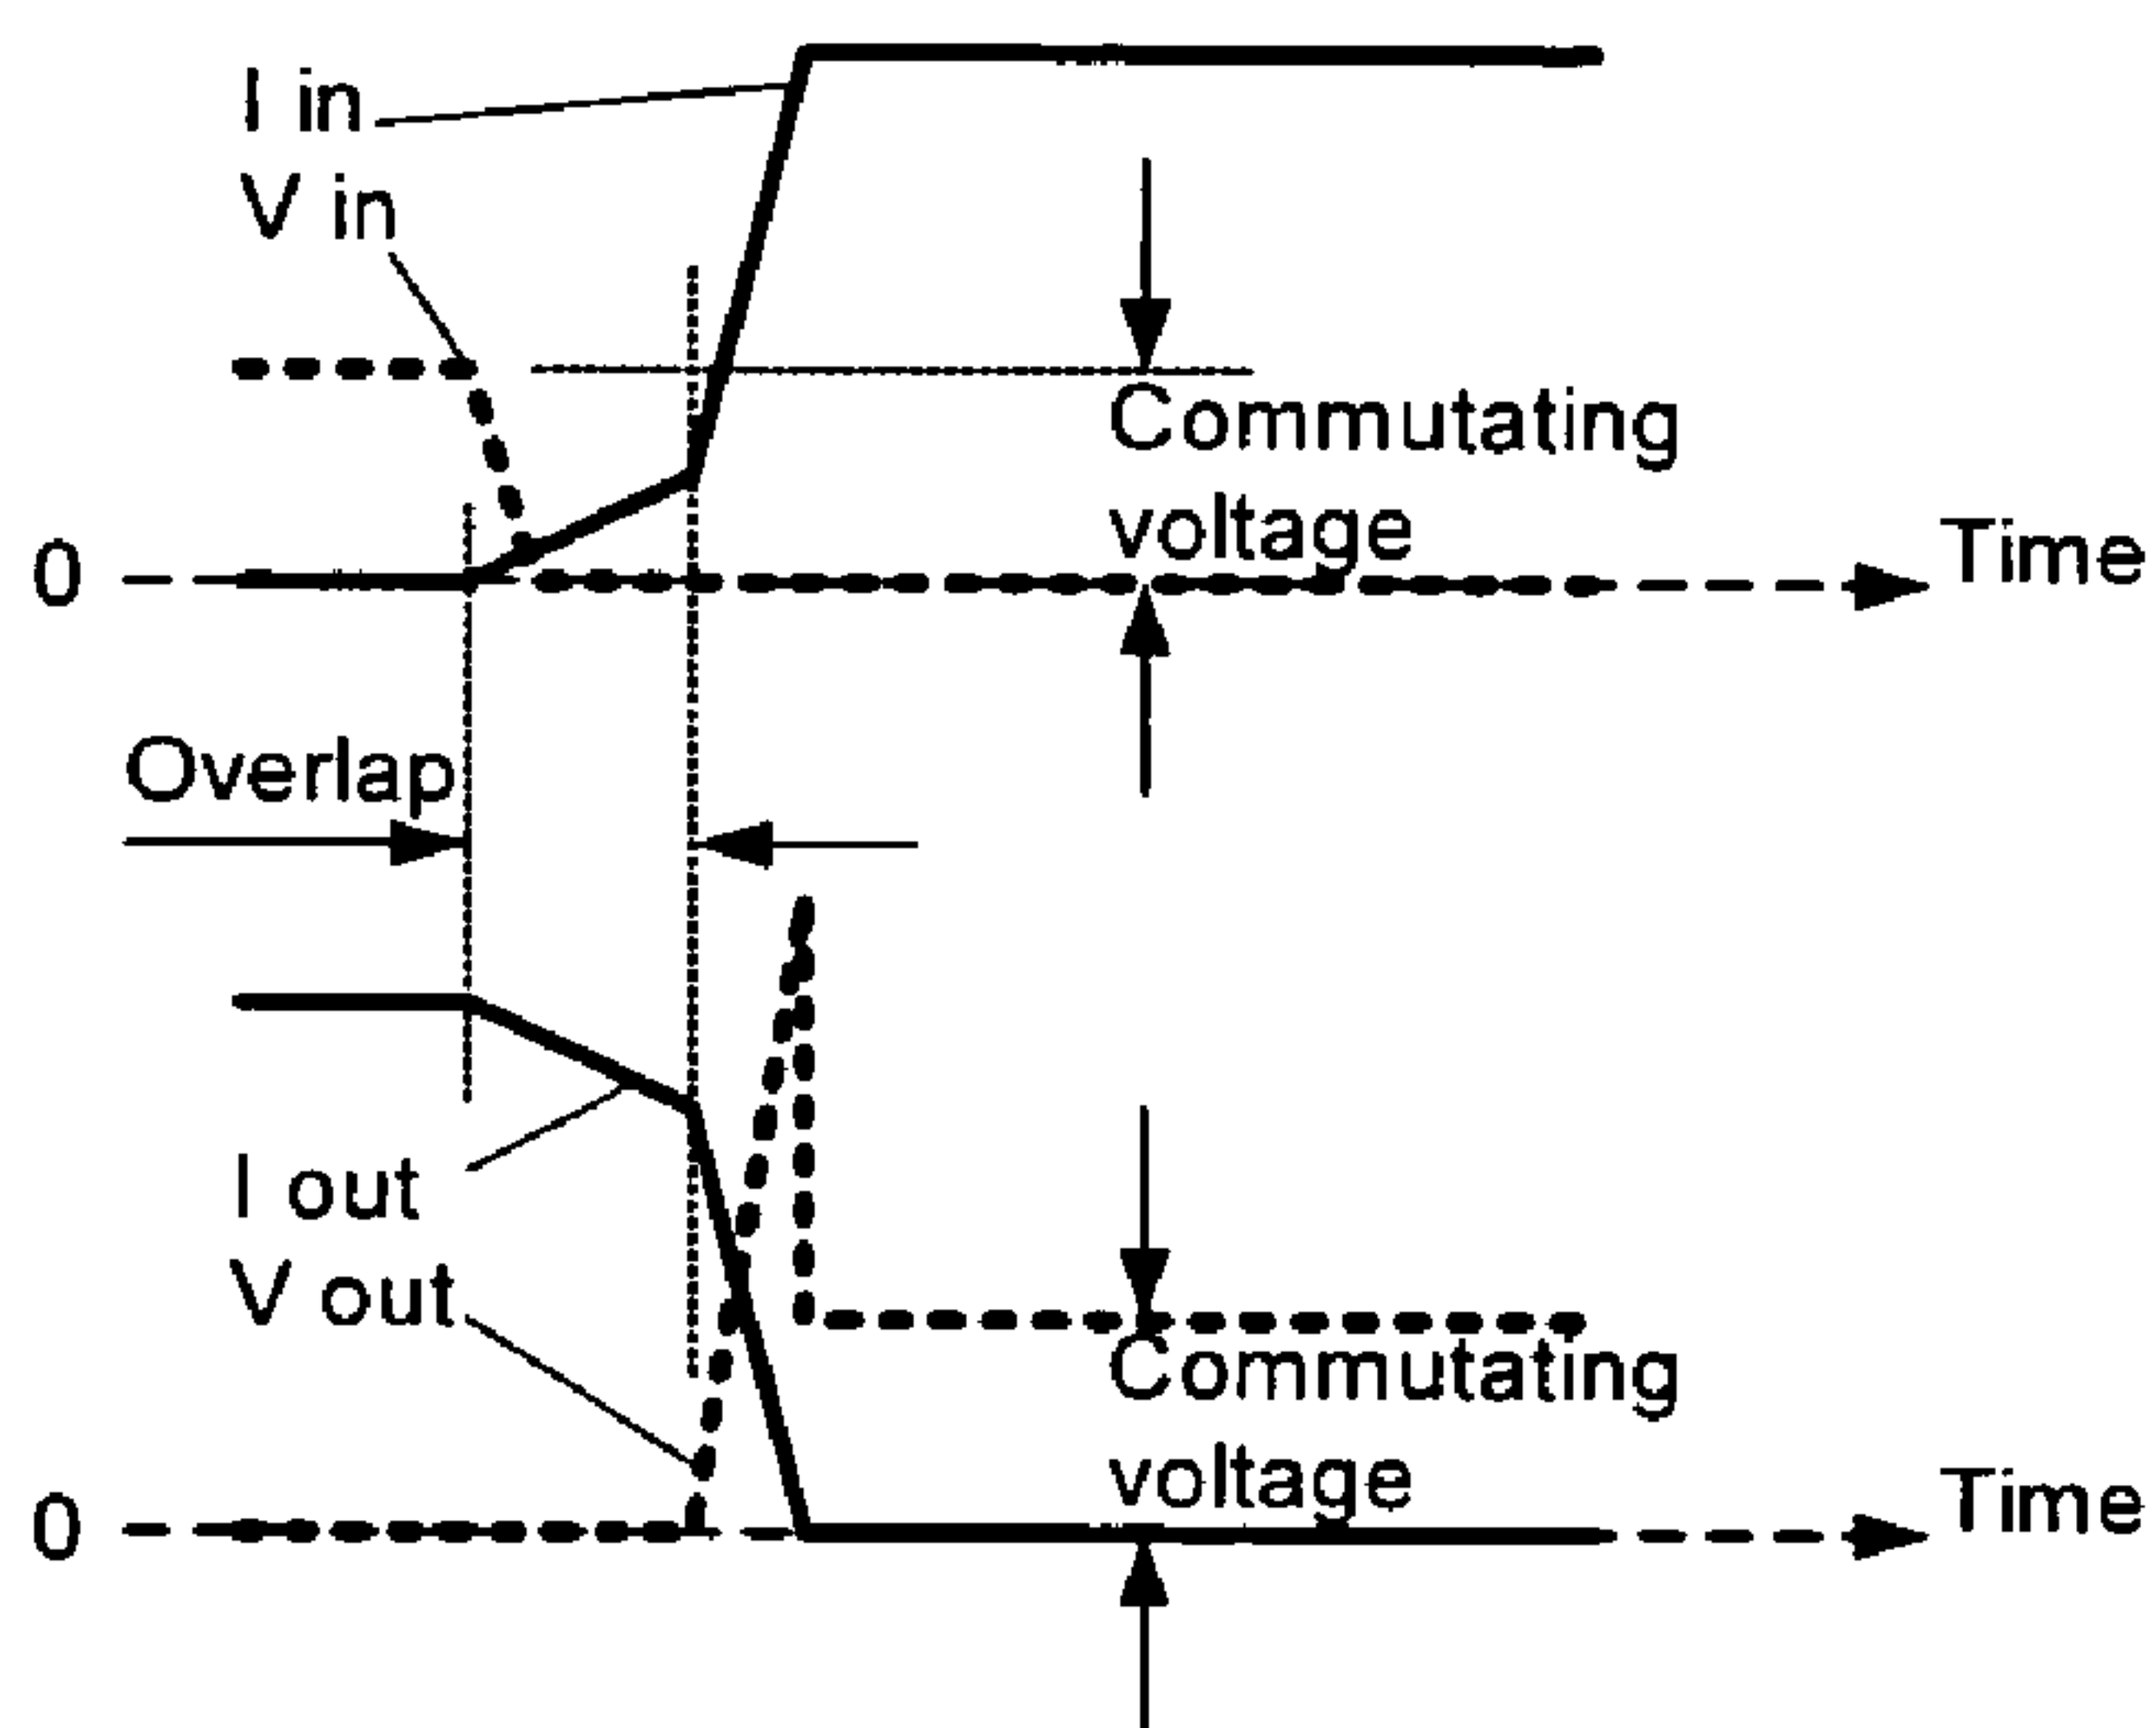 I in
V in
Commutating
voltage
0
Time
Overlap
I out
V out
Commutating
voltage
0
Time